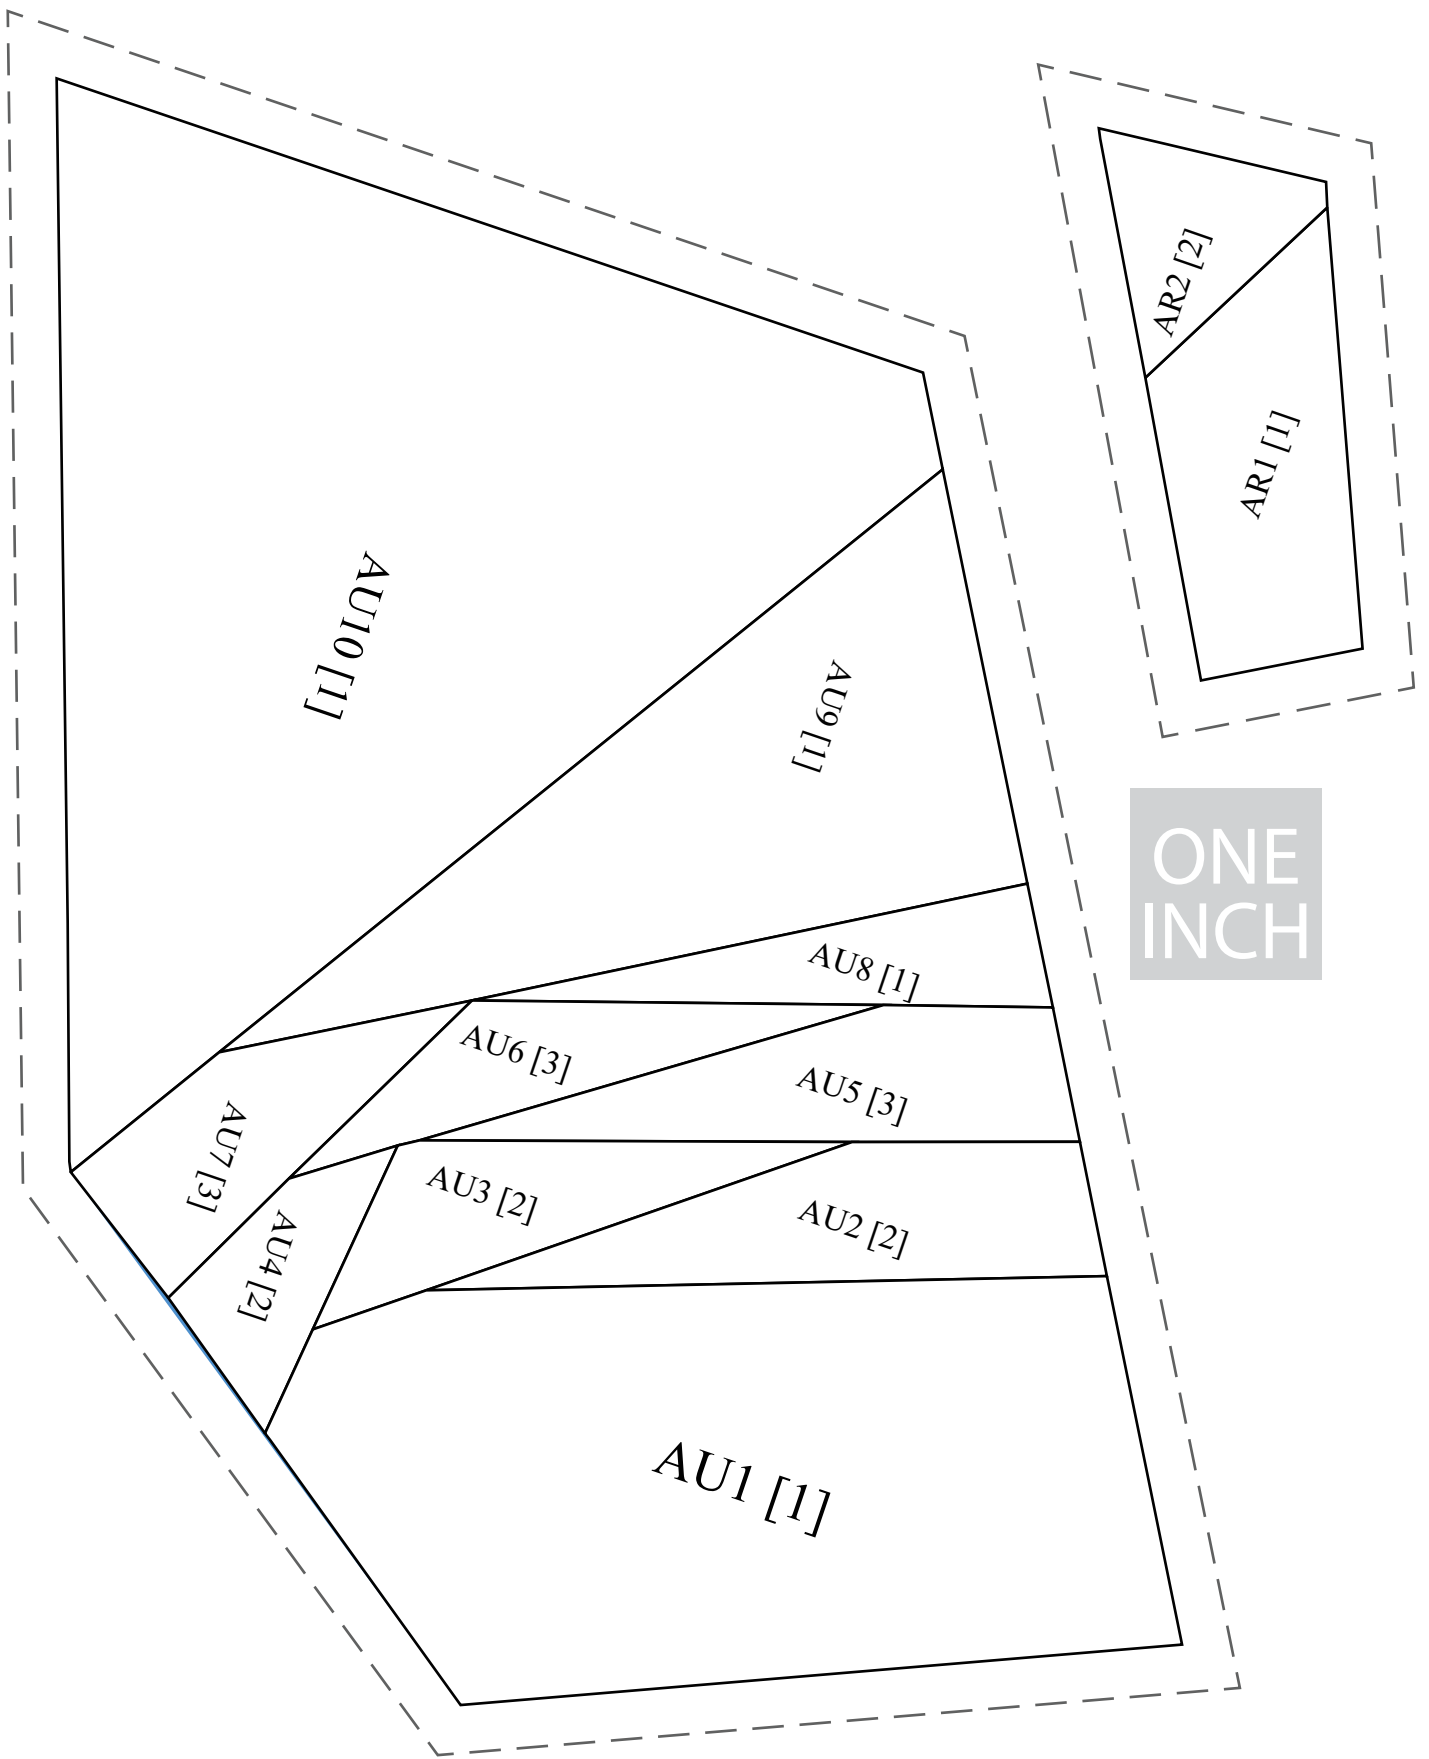 AR2 [2]
AR1 [1]
AU10 [1]
AU9 [1]
ONE
INCH
AU8 [1]
AU6 [3]
AU5 [3]
AU7 [3]
AU3 [2]
AU2 [2]
AU4 [2]
AU1 [1]